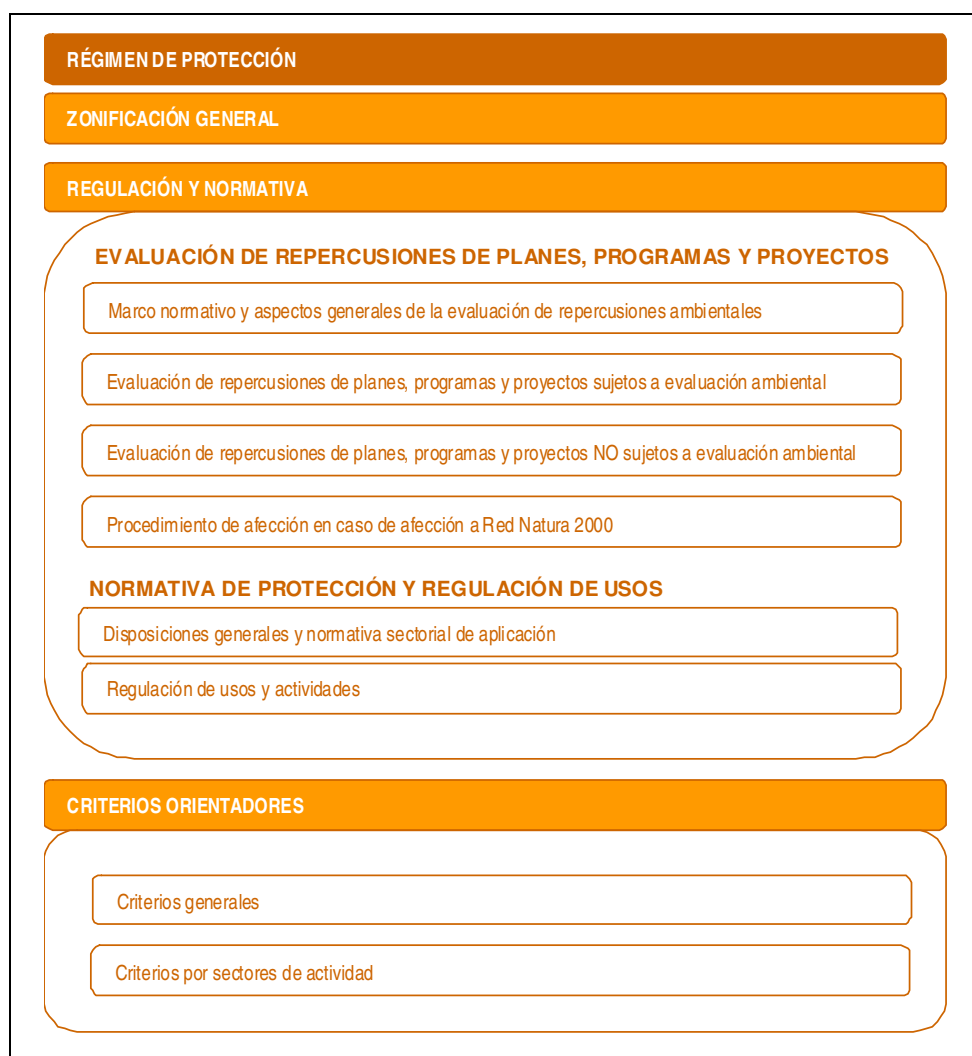 RÉGIMEN DE PROTECCIÓN
ZONIFICACIÓN GENERAL
REGULACIÓN Y NORMATIVA
EVALUACIÓN DE REPERCUSIONES DE PLANES, PROGRAMAS Y PROYECTOS
Marco normativo y aspectos generales de la evaluación de repercusiones ambientales
Evaluación de repercusiones de planes, programas y proyectos sujetos a evaluación ambiental
Evaluación de repercusiones de planes, programas y proyectos NO sujetos a evaluación ambiental
Procedimiento de afección en caso de afección a Red Natura 2000
NORMATIVA DE PROTECCIÓN Y REGULACIÓN DE USOS
Disposiciones generales y normativa sectorial de aplicación
Regulación de usos y actividades
CRITERIOS ORIENTADORES
Criterios generales
Criterios por sectores de actividad